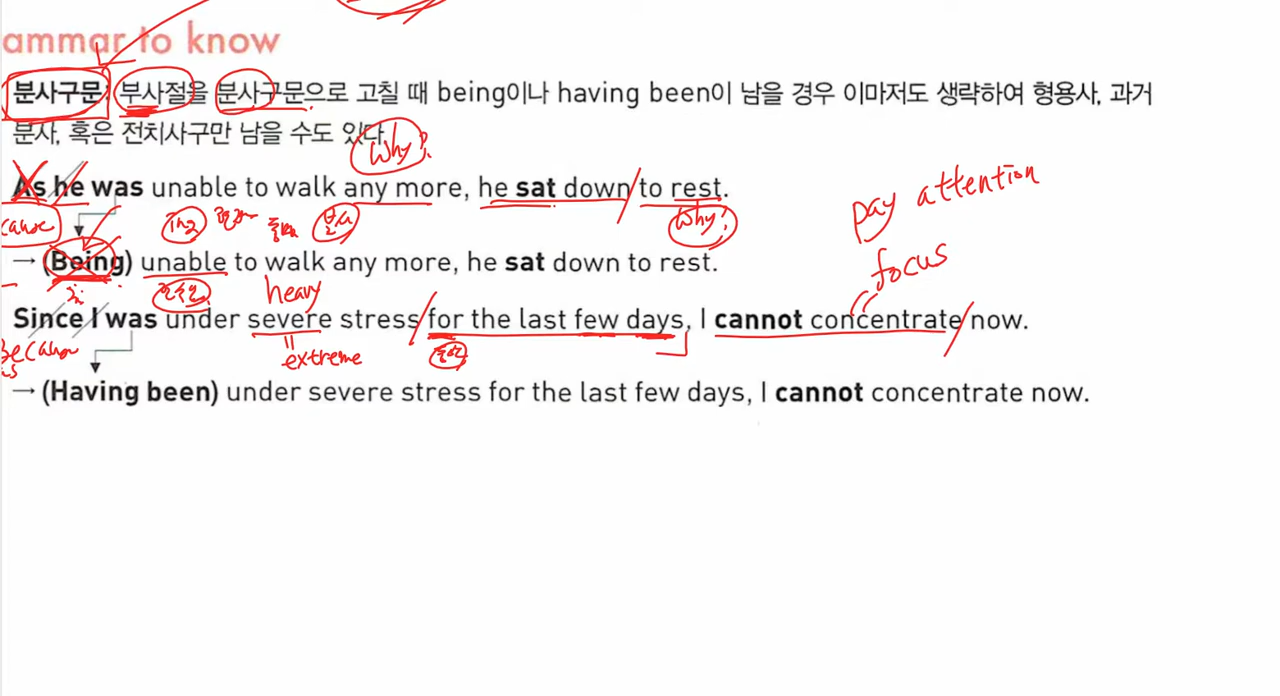 ammar to know
분사구문: 부사절을 분사구문으로 고칠 때 being이나 having been이 남을 경우 이마저도 생략하여 형용사, 과거
분사, 혹은 전치사구만 남을 수도 있다.
why?
As he was unable to walk any more, he sat down to rest.
pay attention
cause
분사
why?
→ (Being) unable to walk any more, he sat down to rest.
focus
heavy
Since I was under severe stress for the last few days, I cannot concentrate now.
Because
as
extreme
→ (Having been) under severe stress for the last few days, I cannot concentrate now.